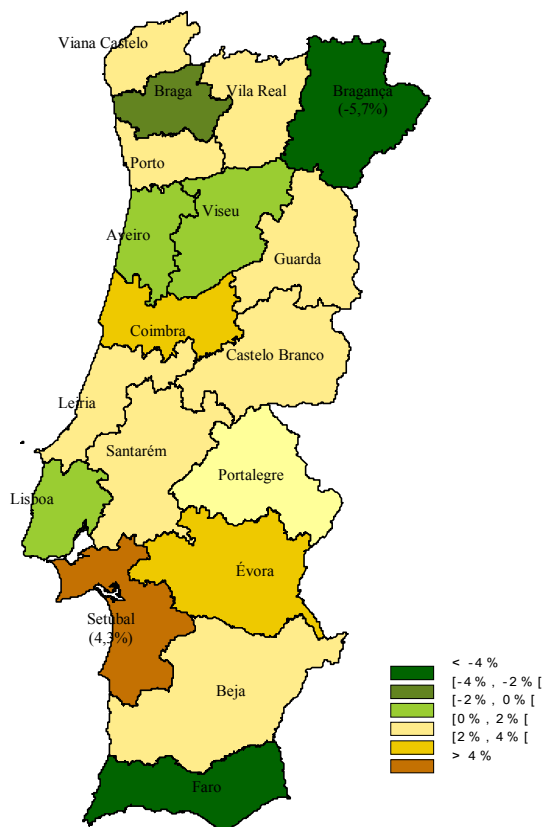 Viana Castelo
Braga
Vila Real
Bragança
(-5,7%)
Porto
Viseu
Aveiro
Guarda
Coimbra
Castelo Branco
Leiria
Santarém
Portalegre
Lisboa
Évora
Setúbal
(4,3%)
Beja
Faro
< -4%
[-4% , -2% [
[-2% , 0% [
[0% , 2% [
[2% , 4% [
> 4%